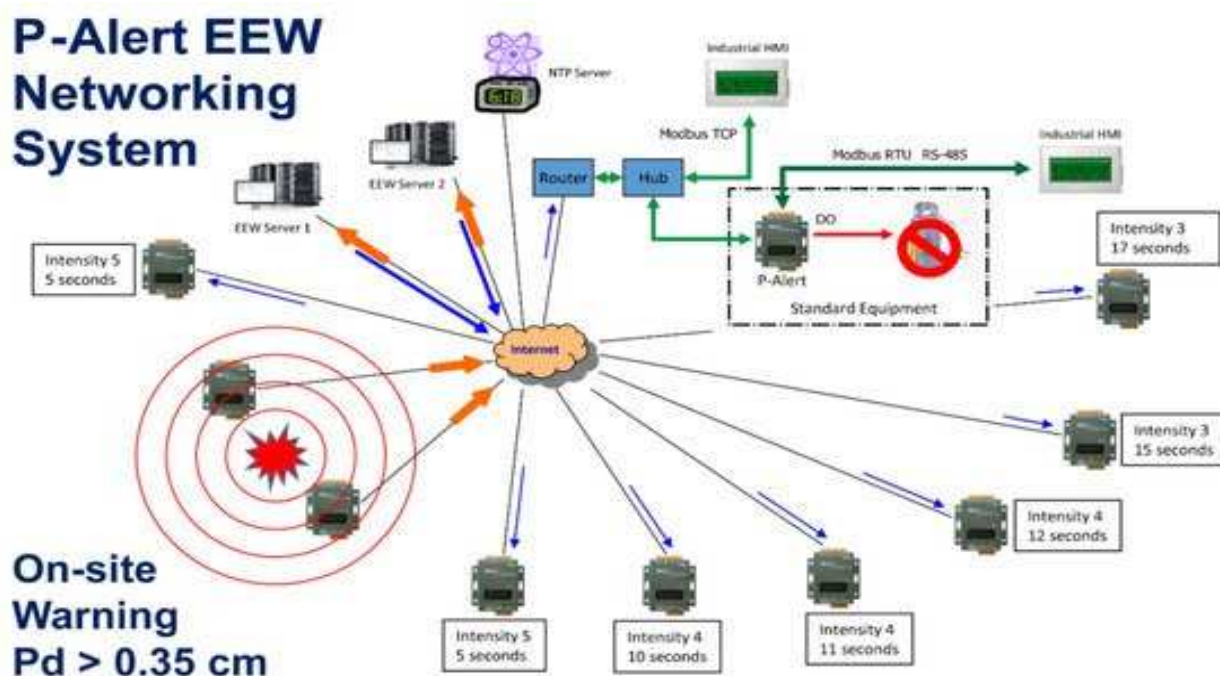 P-Alert EEW
Networking
System
NTP Server
Industrial HMI
Modbus TCP
Industrial HMI
Modbus RTU RS-485
EEW Server 2
Router
Hub
EEW Server 1
DO
P-Alert
Standard Equipment
Intensity 3
17 seconds
Intensity 5
5 seconds
Internet
Intensity 3
15 seconds
Intensity 4
12 seconds
On-site
Warning
Pd > 0.35 cm
Intensity 5
5 seconds
Intensity 4
10 seconds
Intensity 4
11 seconds